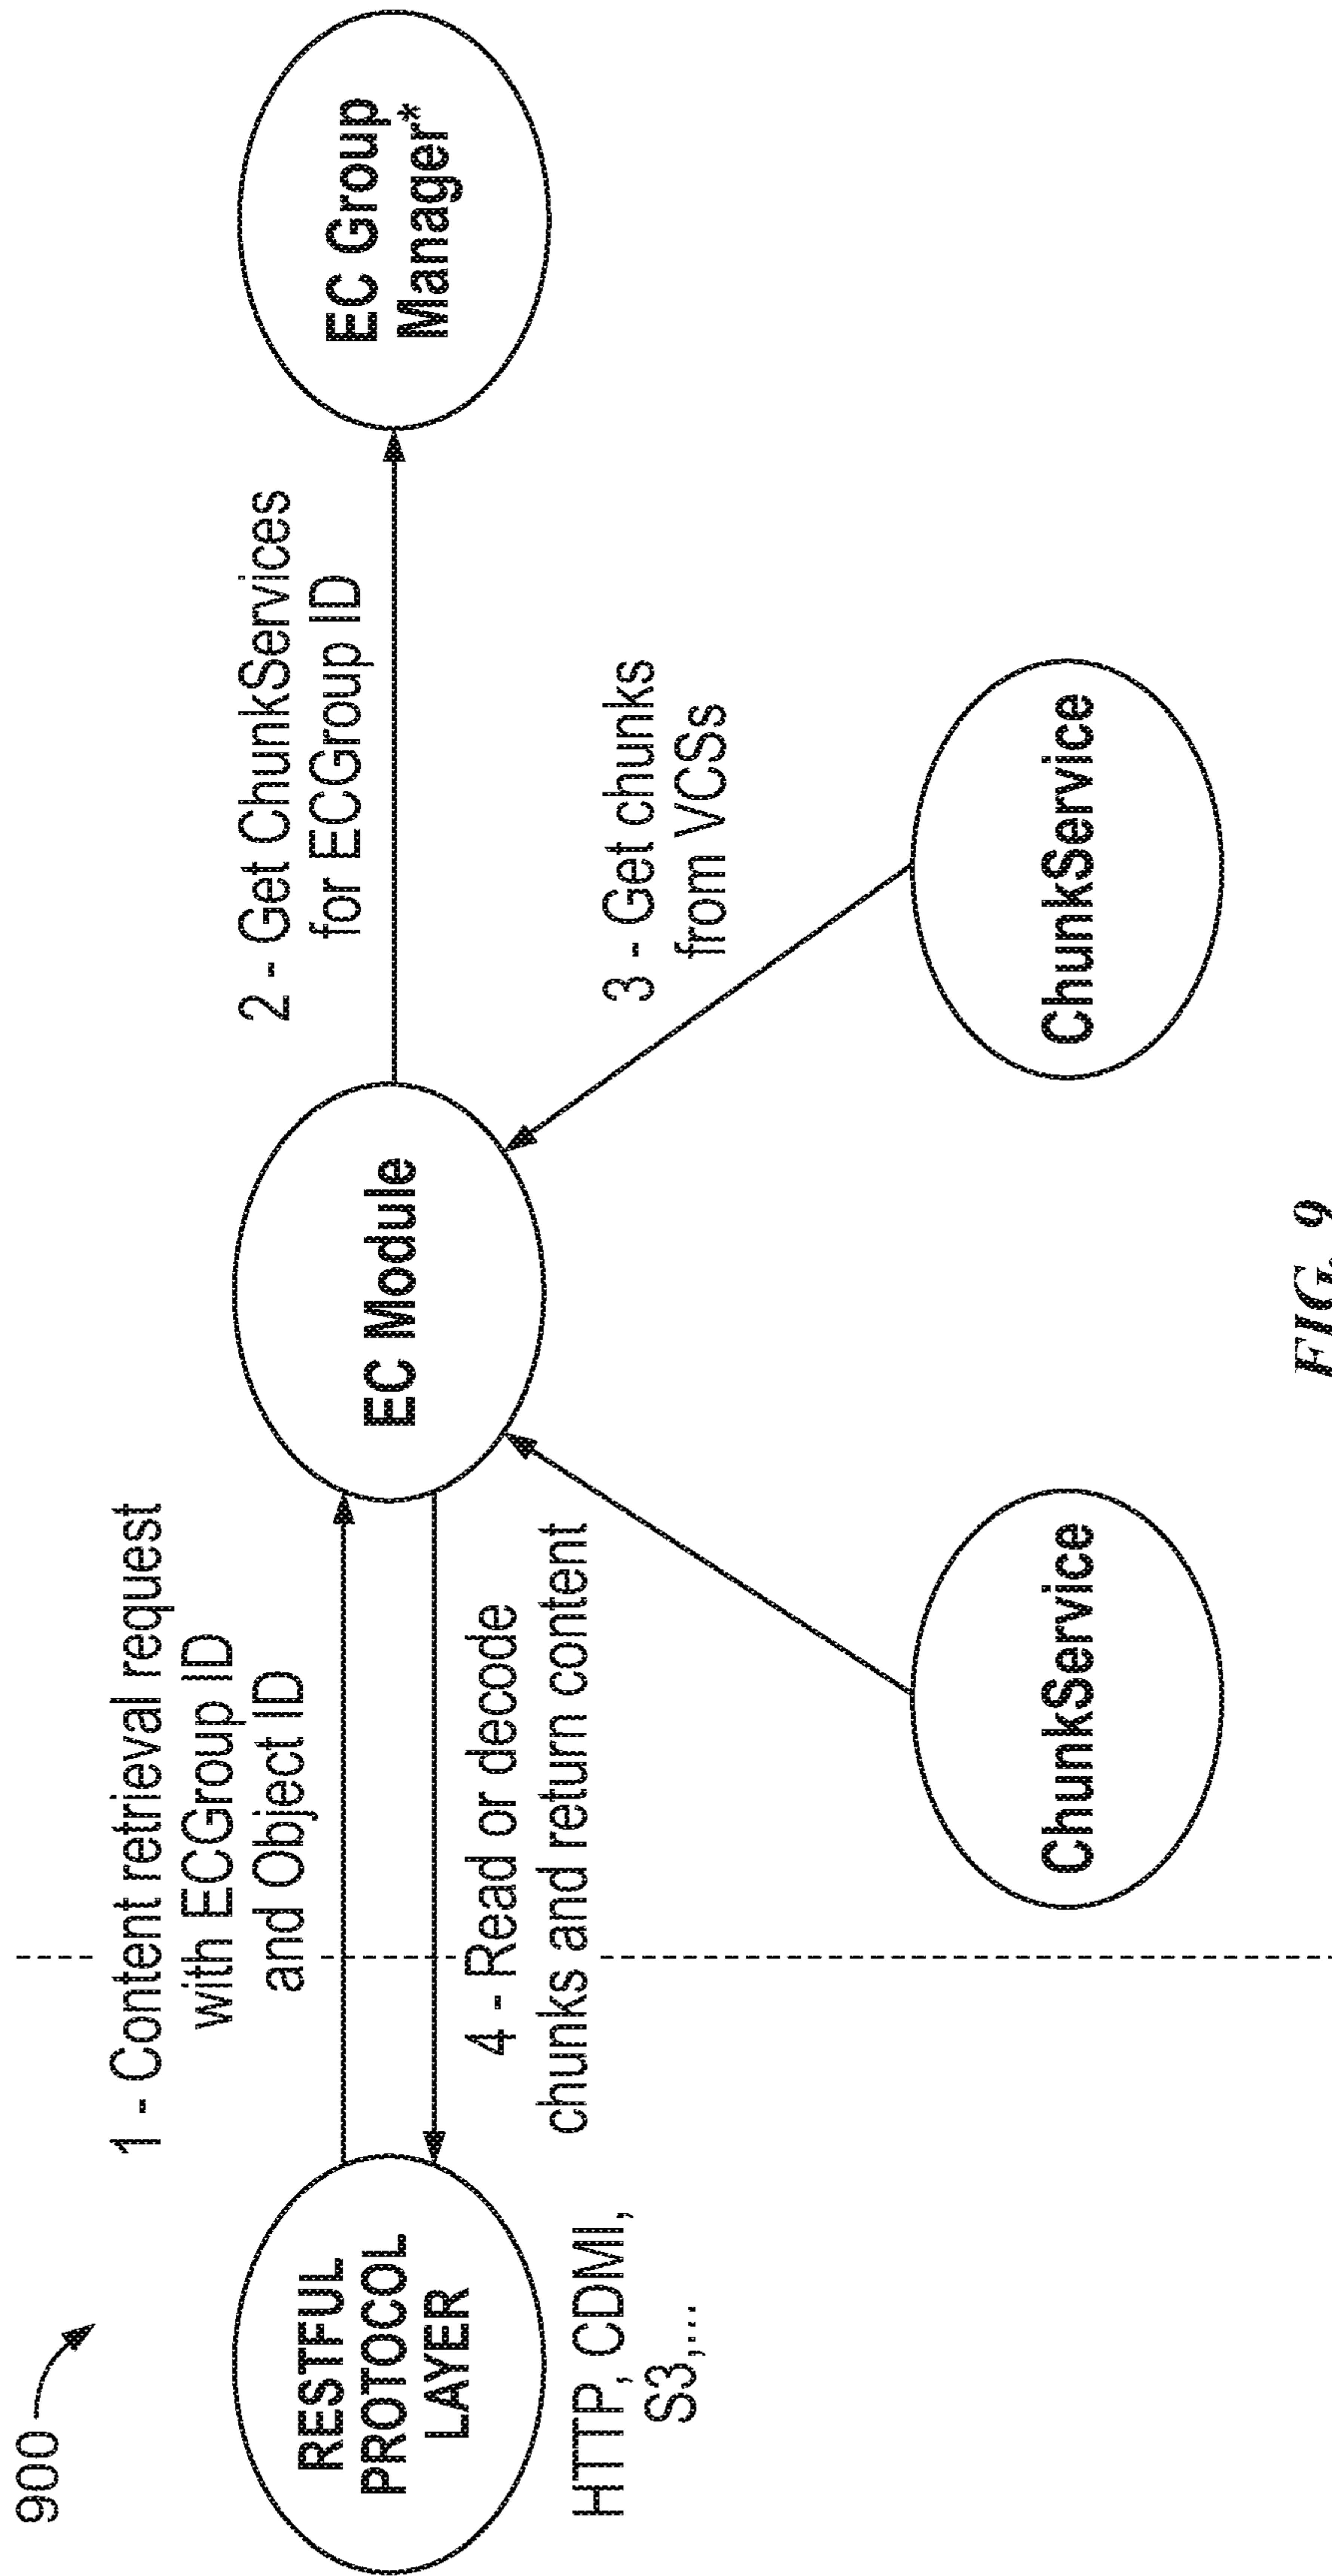 900
1 - Content retrieval request
with ECGroup ID
and Object ID
2 - Get ChunkServices
for ECGroup ID
RESTFUL
PROTOCOL
LAYER
EC Module
EC Group
Manager*
4 - Read or decode
chunks and return content
3 - Get chunks
from VCSs
HTTP, CDMI,
S3,...
ChunkService
ChunkService
FIG. 9